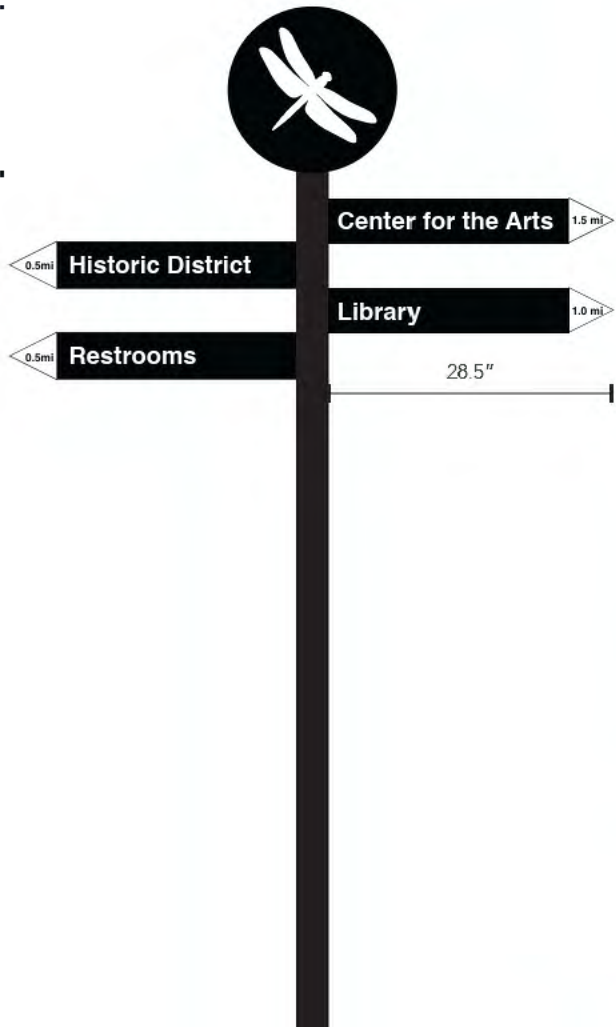 Center for the Arts 1.5 mi
0.5mi Historic District
Library 1.0 mi
0.5mi Restrooms
28.5"